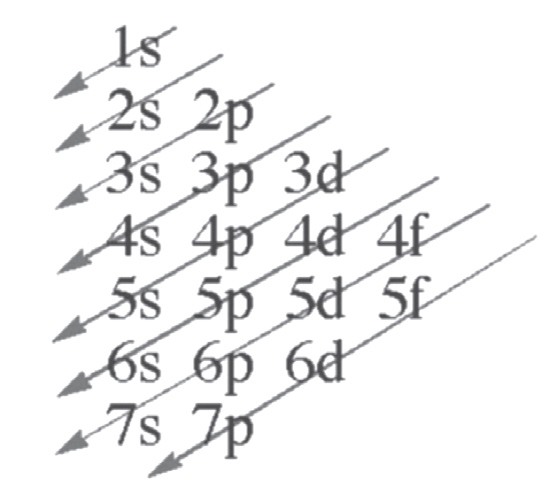 1s
2s 2p
3s 3p 3d
4s 4p 4d 4f
5s 5p 5d 5f
6s 6p 6d
7s 7p